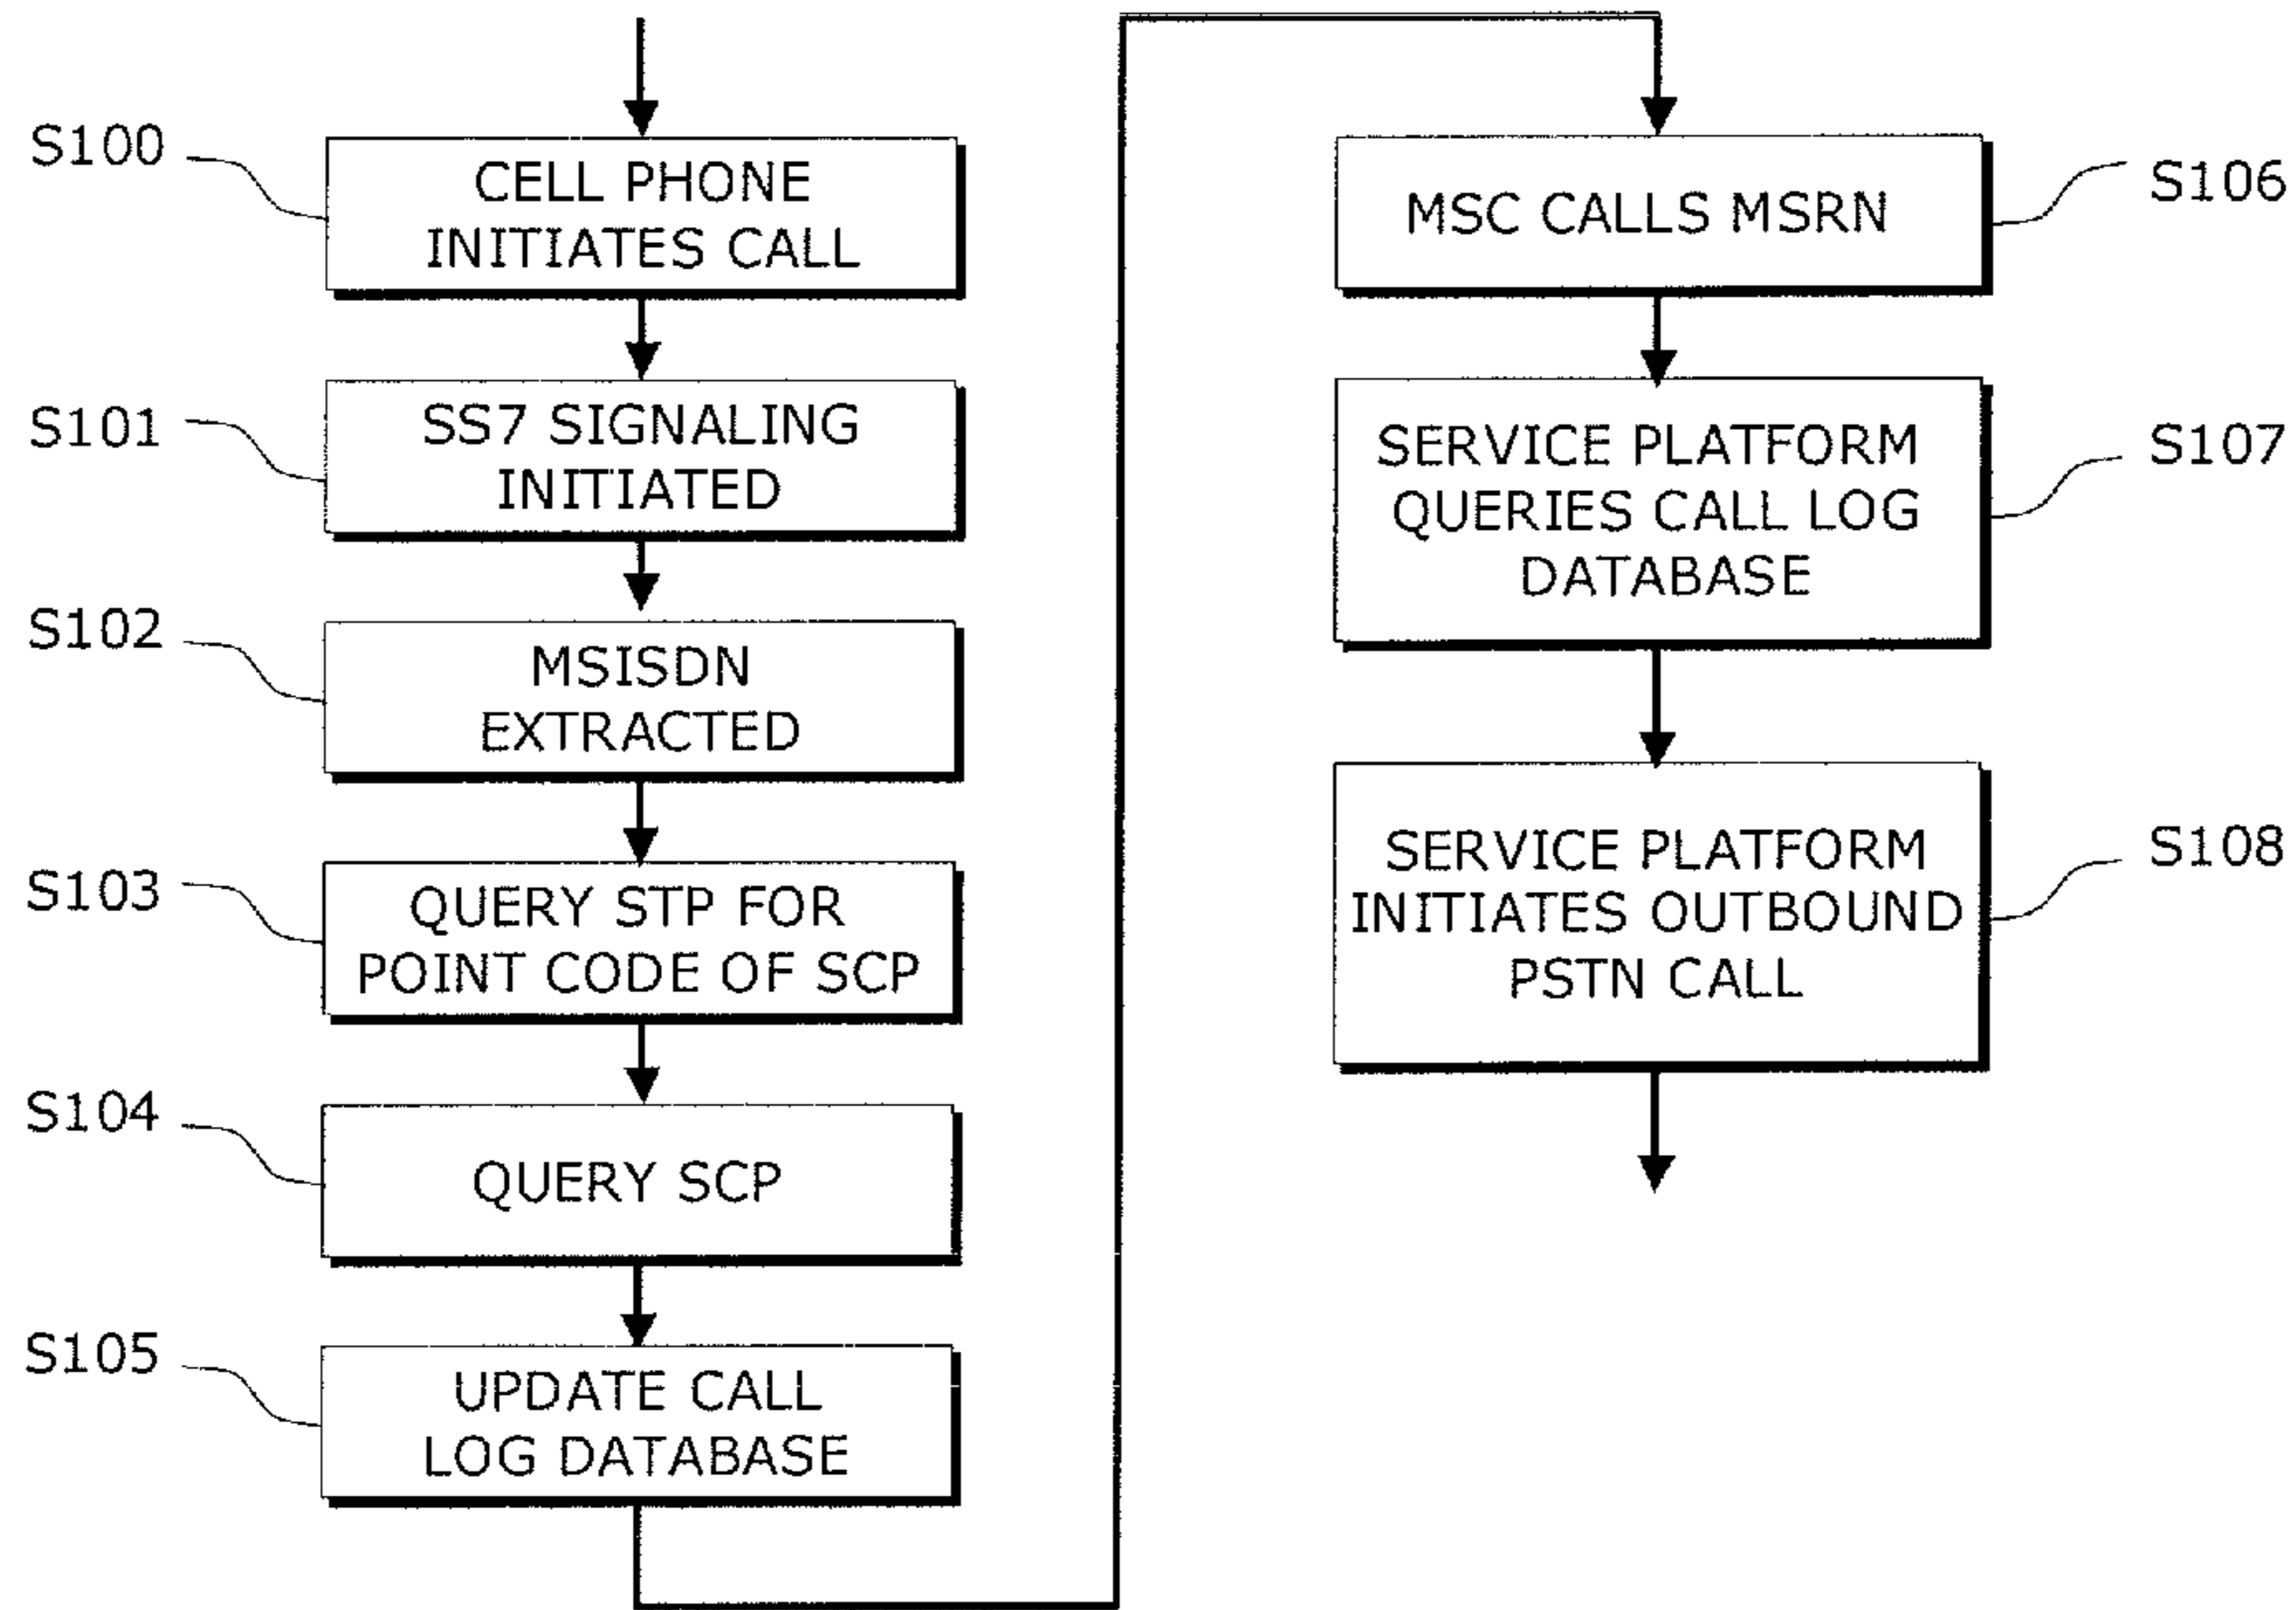 S100
CELL PHONE
INITIATES CALL
S101
SS7 SIGNALING
INITIATED
S102
MSISDN
EXTRACTED
S103
QUERY STP FOR
POINT CODE OF SCP
S104
QUERY SCP
S105
UPDATE CALL
LOG DATABASE
MSC CALLS MSRN
S106
SERVICE PLATFORM
QUERIES CALL LOG
DATABASE
S107
SERVICE PLATFORM
INITIATES OUTBOUND
PSTN CALL
S108